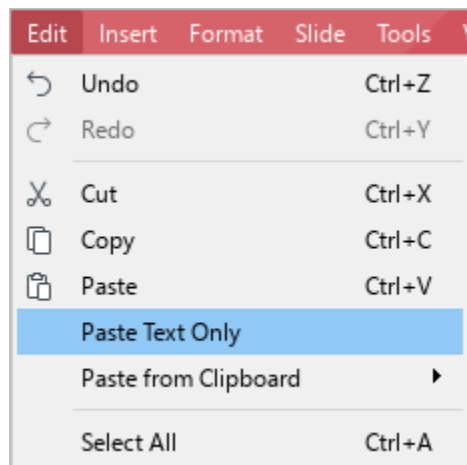 Edit Insert Format Slide Tools
Undo Ctrl+Z
Redo Ctrl+Y
Cut Ctrl+X
Copy Ctrl+C
Paste Ctrl+V
Paste Text Only
Paste from Clipboard
Select All Ctrl+A